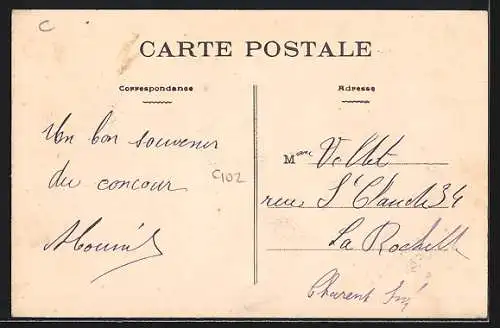 C
CARTE POSTALE
Correspondance
Adresse
Un bon souvenir
du concour
C102
Mme Vollet
rue St Claude 34
La Rochelle
Charent Inf